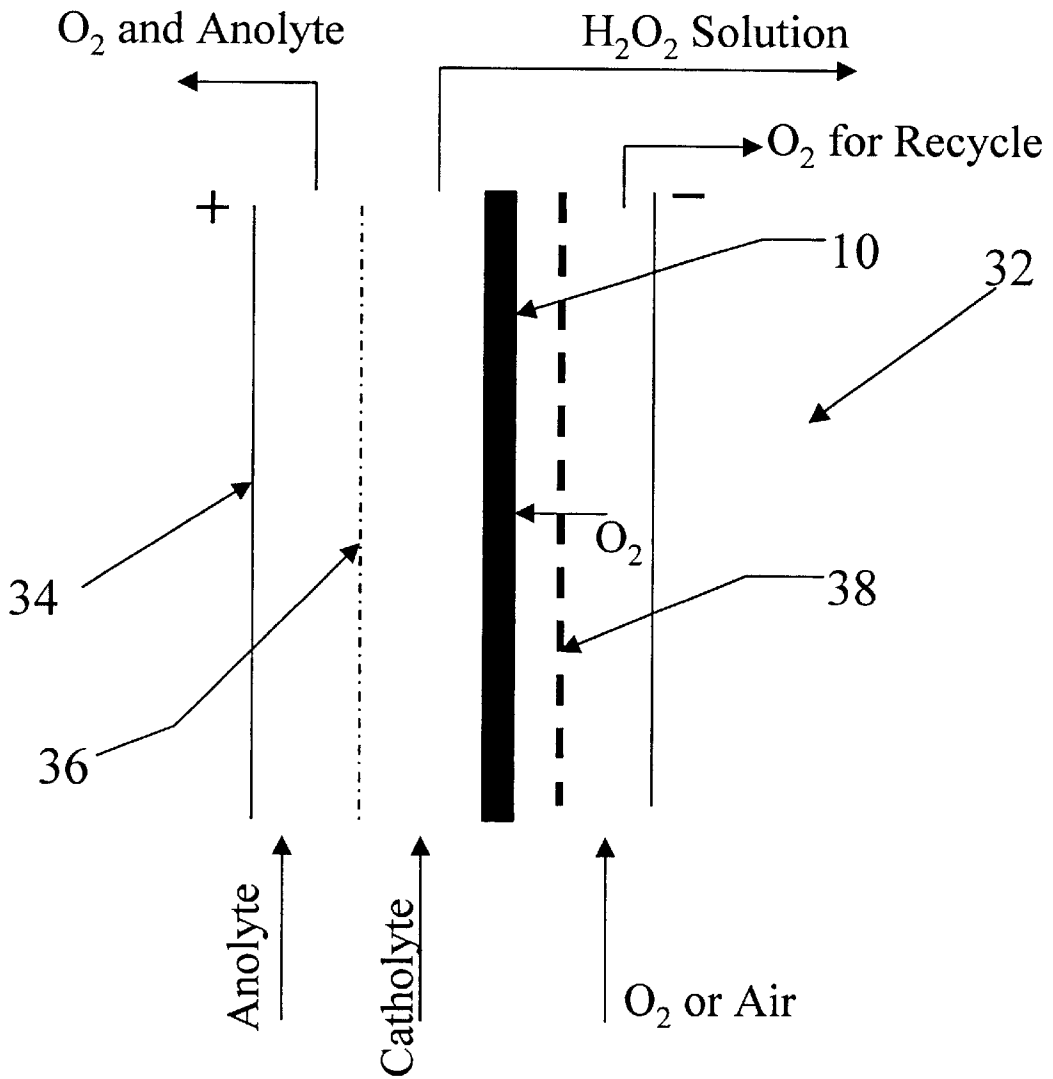 O₂ and Anolyte
H₂O₂ Solution
O₂ for Recycle
+
−
10
32
O₂
34
38
36
Anolyte
Catholyte
O₂ or Air